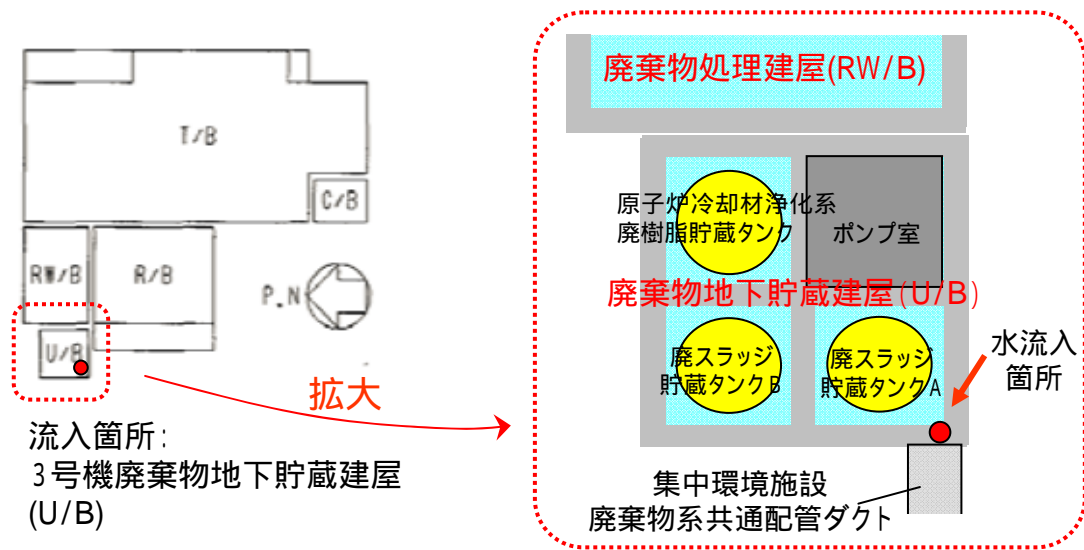 T/B
C/B
RW/B
R/B
P.N
U/B
拡大
流入箇所:
3号機廃棄物地下貯蔵建屋
(U/B)
廃棄物処理建屋(RW/B)
原子炉冷却材浄化系
廃樹脂貯蔵タンク
ポンプ室
廃棄物地下貯蔵建屋(U/B)
廃スラッジ
貯蔵タンクB
廃スラッジ
貯蔵タンクA
水流入
箇所
集中環境施設
廃棄物系共通配管ダクト